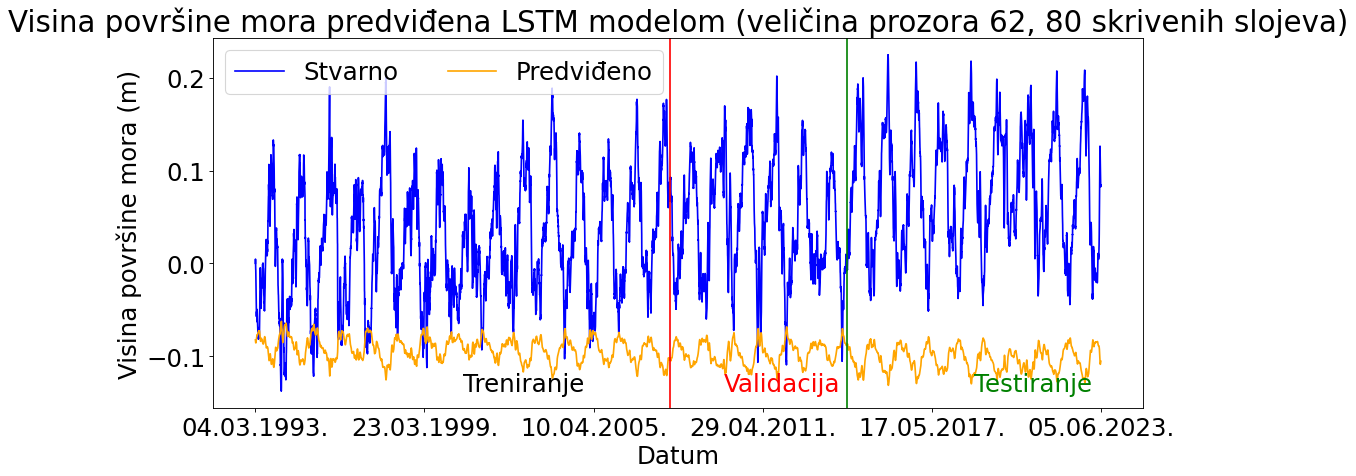 Visina površine mora predviđena LSTM modelom (veličina prozora 62, 80 skrivenih slojeva)
Stvarno
Predviđeno
Visina površine mora (m)
0.2
0.1
0.0
−0.1
Treniranje
Validacija
Testiranje
04.03.1993.
23.03.1999.
10.04.2005.
29.04.2011.
17.05.2017.
05.06.2023.
Datum